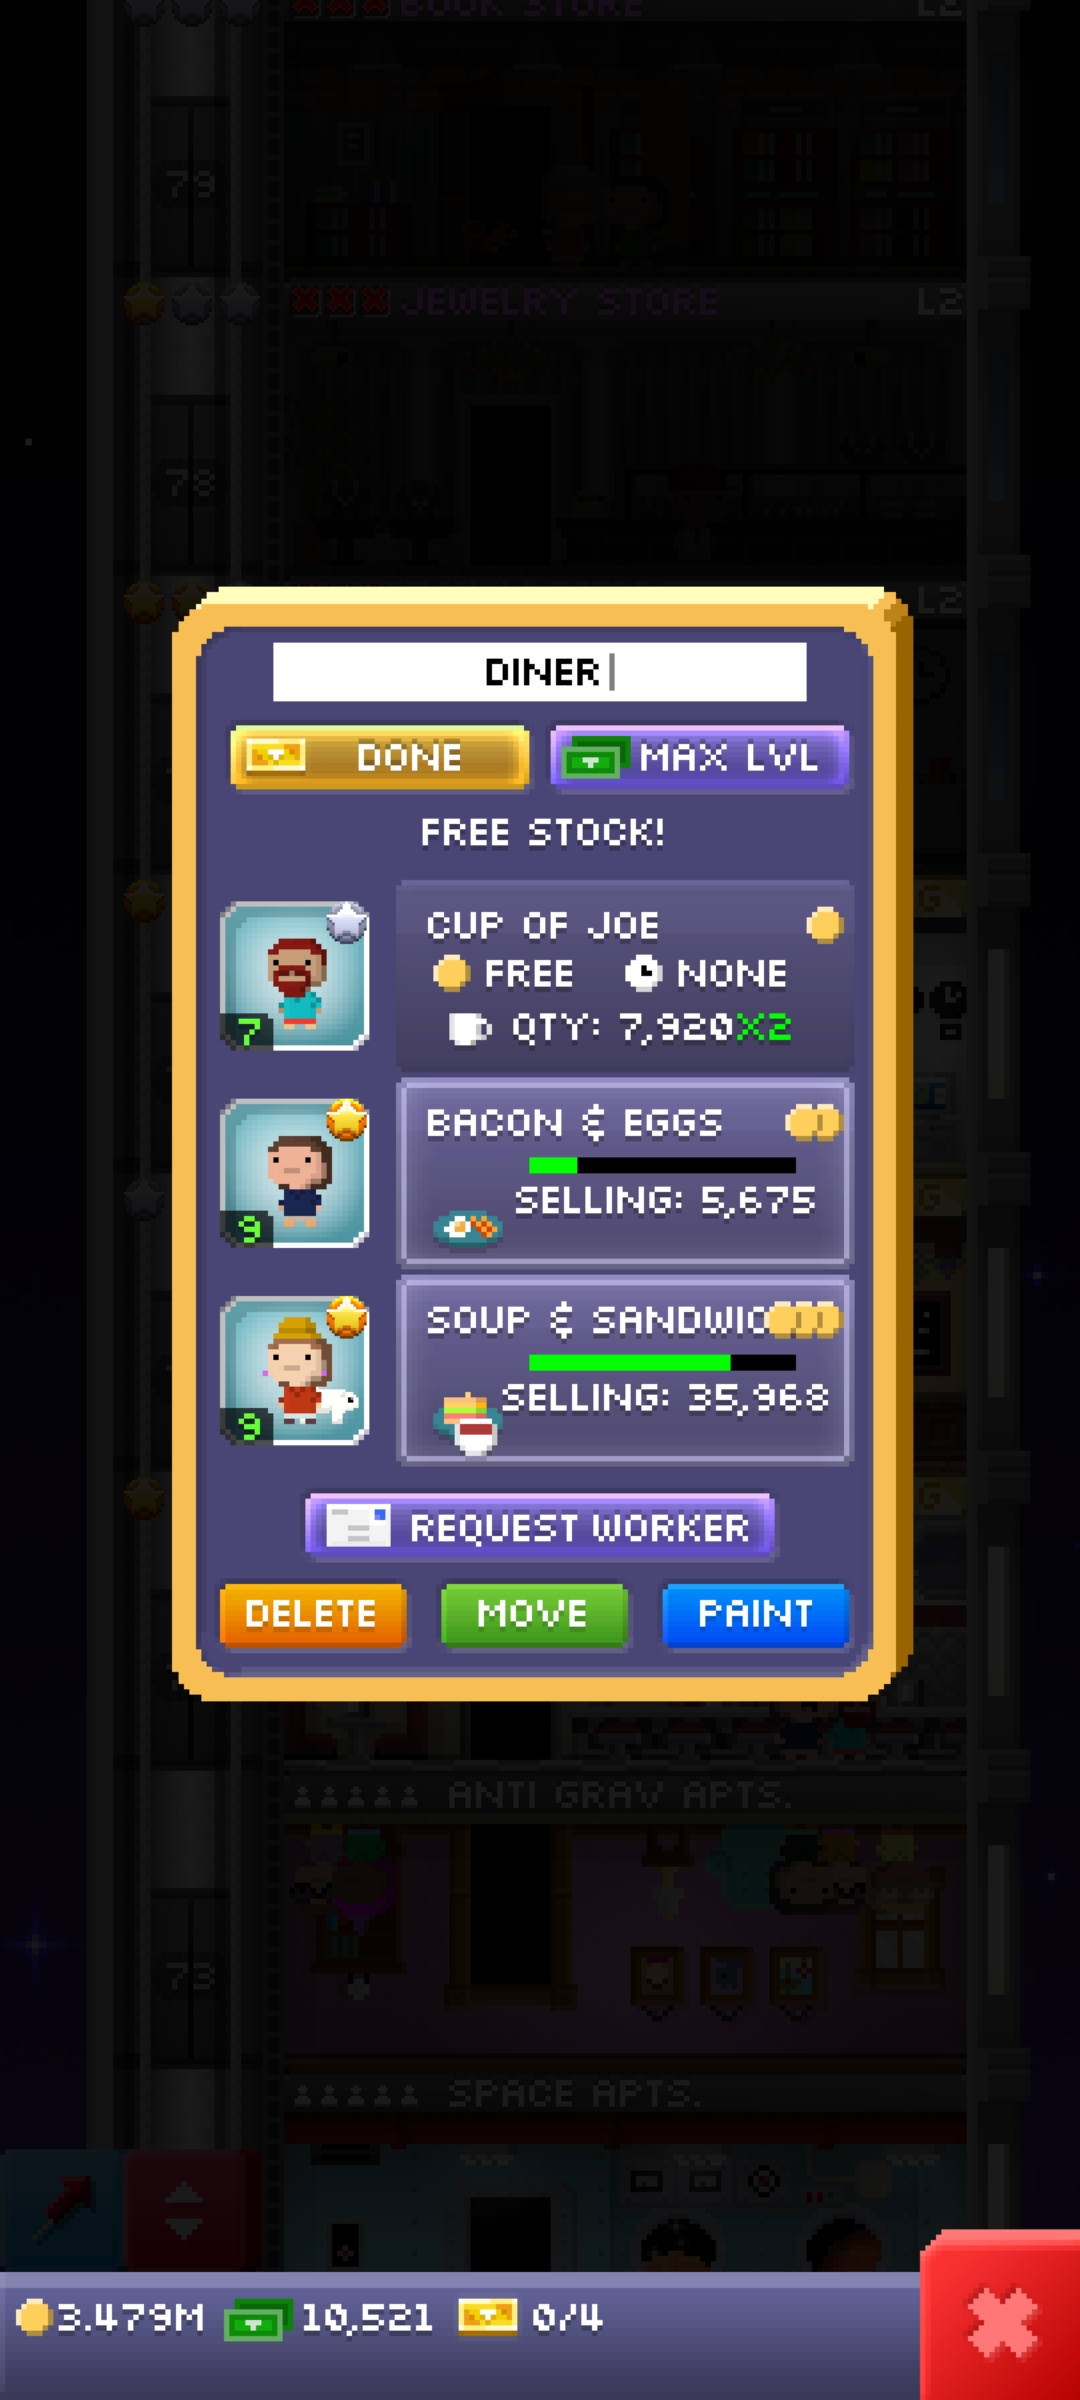 BOOK STORE L2
79
JEWELRY STORE L2
78
L2
DINER
DONE MAX LVL
FREE STOCK!
CUP OF JOE
FREE NONE
7 QTY: 7,920X2
BACON & EGGS
SELLING: 5,675
9
SOUP & SANDWIC
SELLING: 35,968
9
REQUEST WORKER
DELETE MOVE PAINT
ANTI GRAV APTS.
73
SPACE APTS.
3.479M 10,521 0/4